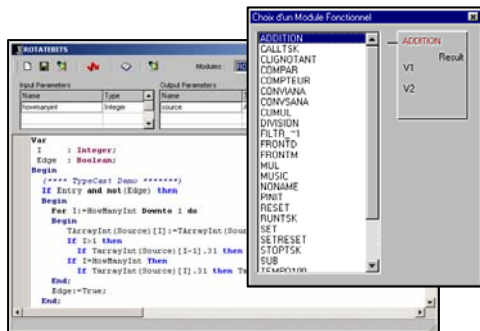 ROTATEBITS
Modules :
Input Parameters
Output Parameters
Name
Type
Name
howmanyint
Integer
source
Var
I : Integer;
Edge : Boolean;
Begin
(**** TypeCast Demo *******)
If Entry and not(Edge) then
Begin
For I:=HowManyInt Downto 1 do
Begin
TArrayInt(Source)[I]:=TArrayInt(Sour
If I>1 then
If TarrayInt(Source)[I-1].31 then
If I=HowManyInt Then
If TarrayInt(Source)[I].31 then Ta
End;
Edge:=True;
End;
Choix d'un Module Fonctionnel
ADDITION
CALLTSK
CLIGNOTANT
COMPAR
COMPTEUR
CONVIANA
CONVSANA
CUMUL
DIVISION
FILTR_~1
FRONTD
FRONTM
MUL
MUSIC
NONAME
PINIT
RESET
RUNTSK
SET
SETRESET
STOPTSK
SUB
TEMPO100
ADDITION
Result
V1
V2